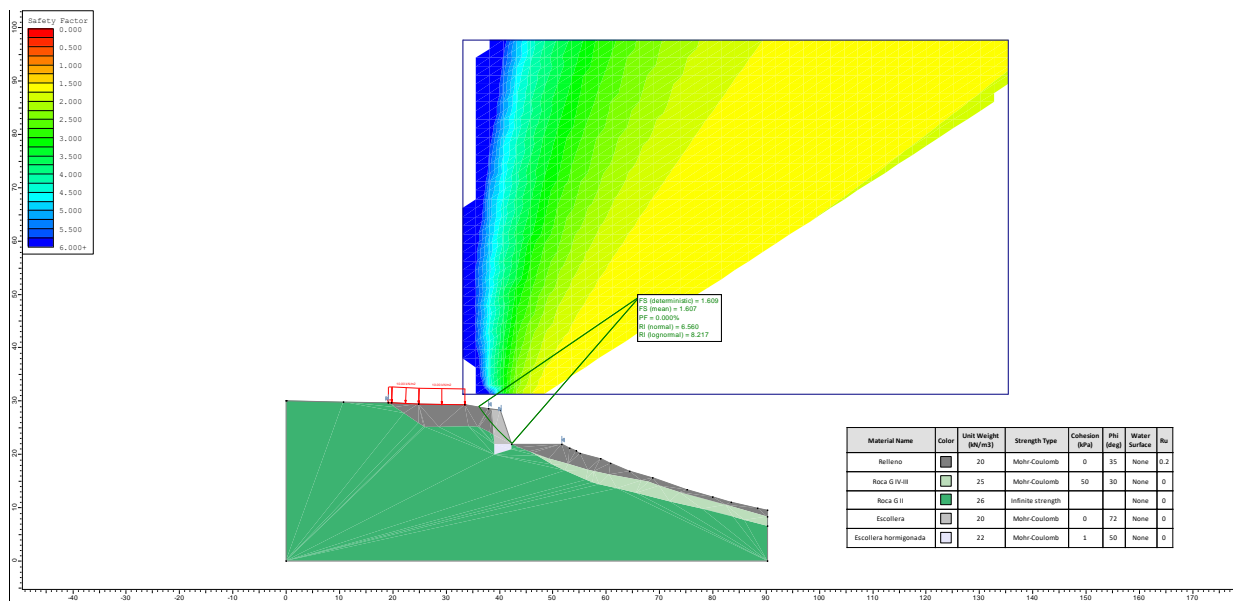 Safety Factor
0.000
0.500
1.000
1.500
2.000
2.500
3.000
3.500
4.000
4.500
5.000
5.500
6.000+
FS (deterministic) = 1.609
FS (mean) = 1.607
PF = 0.000%
RI (normal) = 6.560
RI (lognormal) = 8.217
Material Name Color Unit Weight (kN/m3) Strength Type Cohesion (kPa) Phi (deg) Water Surface Ru
Relleno 20 Mohr-Coulomb 0 35 None 0.2
Roca G IV-III 25 Mohr-Coulomb 50 30 None 0
Roca G II 26 Infinite strength None 0
Escollera 20 Mohr-Coulomb 0 72 None 0
Escollera hormigonada 22 Mohr-Coulomb 1 50 None 0
100
90
80
70
60
50
40
30
20
10
0
-40 -30 -20 -10 0 10 20 30 40 50 60 70 80 90 100 110 120 130 140 150 160 170